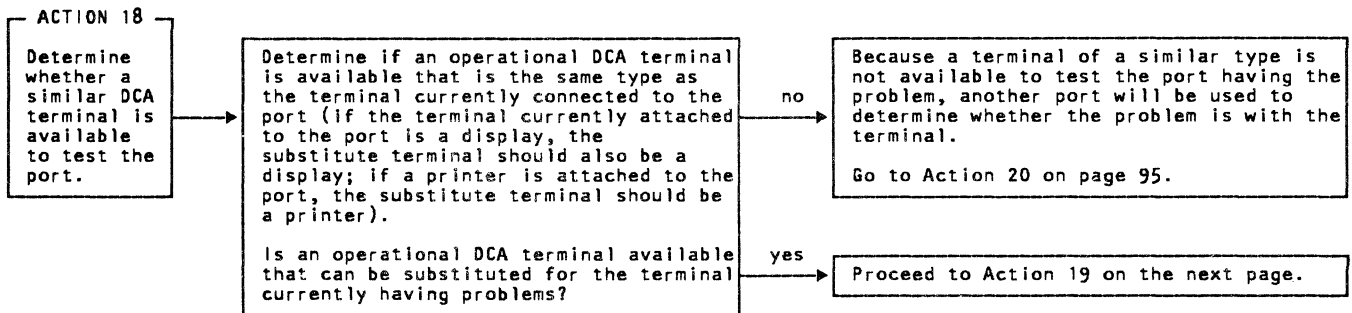 ACTION 18
Determine
whether a
similar DCA
terminal is
available
to test the
port.
Determine if an operational DCA terminal
is available that is the same type as
the terminal currently connected to the
port (if the terminal currently attached
to the port is a display, the
substitute terminal should also be a
display; if a printer is attached to the
port, the substitute terminal should be
a printer).
Is an operational DCA terminal available
that can be substituted for the terminal
currently having problems?
no
Because a terminal of a similar type is
not available to test the port having the
problem, another port will be used to
determine whether the problem is with the
terminal.
Go to Action 20 on page 95.
yes
Proceed to Action 19 on the next page.